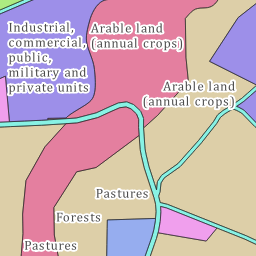 Industrial,
commercial,
public,
military and
private units
Arable land
(annual crops)
Arable land
(annual crops)
Pastures
Forests
Pastures